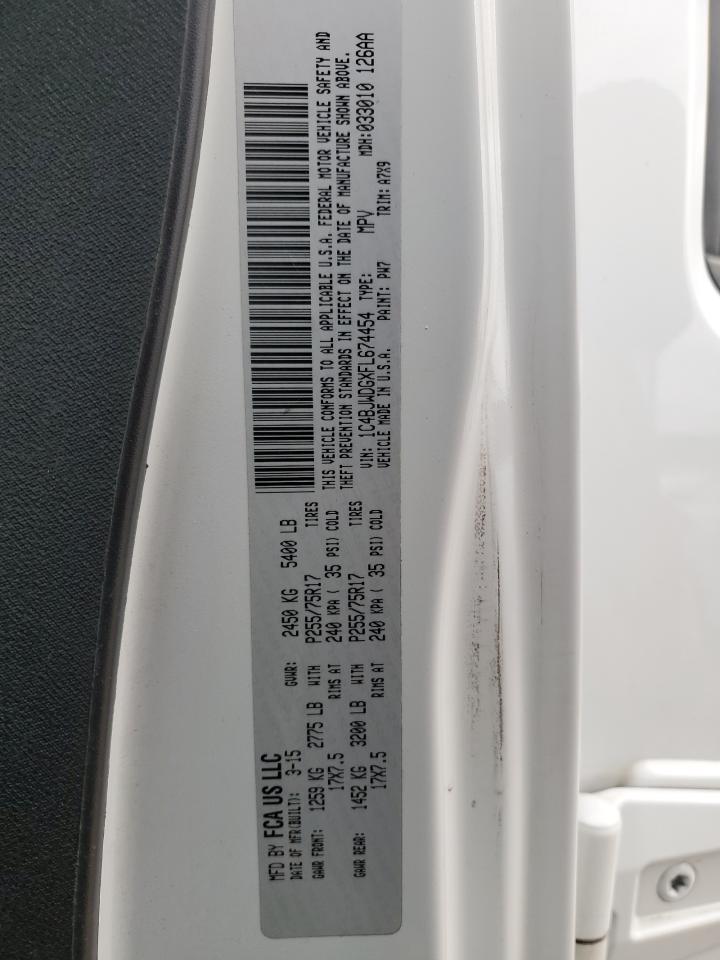 MFD BY FCA US LLC
DATE OF MFR(BUILT): 3-15 GVWR: 2450 KG 5400 LB
GAWR FRONT: 1259 KG 2775 LB WITH P255/75R17 TIRES
17X7.5 RIMS AT 240 KPA ( 35 PSI) COLD
GAWR REAR: 1452 KG 3200 LB WITH P255/75R17 TIRES
17X7.5 RIMS AT 240 KPA ( 35 PSI) COLD
THIS VEHICLE CONFORMS TO ALL APPLICABLE U.S.A. FEDERAL MOTOR VEHICLE SAFETY AND
THEFT PREVENTION STANDARDS IN EFFECT ON THE DATE OF MANUFACTURE SHOWN ABOVE.
VIN: 1C4BJWDGXFL674454 TYPE: MPV MDH:033010 126AA
VEHICLE MADE IN U.S.A. PAINT: PW7 TRIM: A7X9